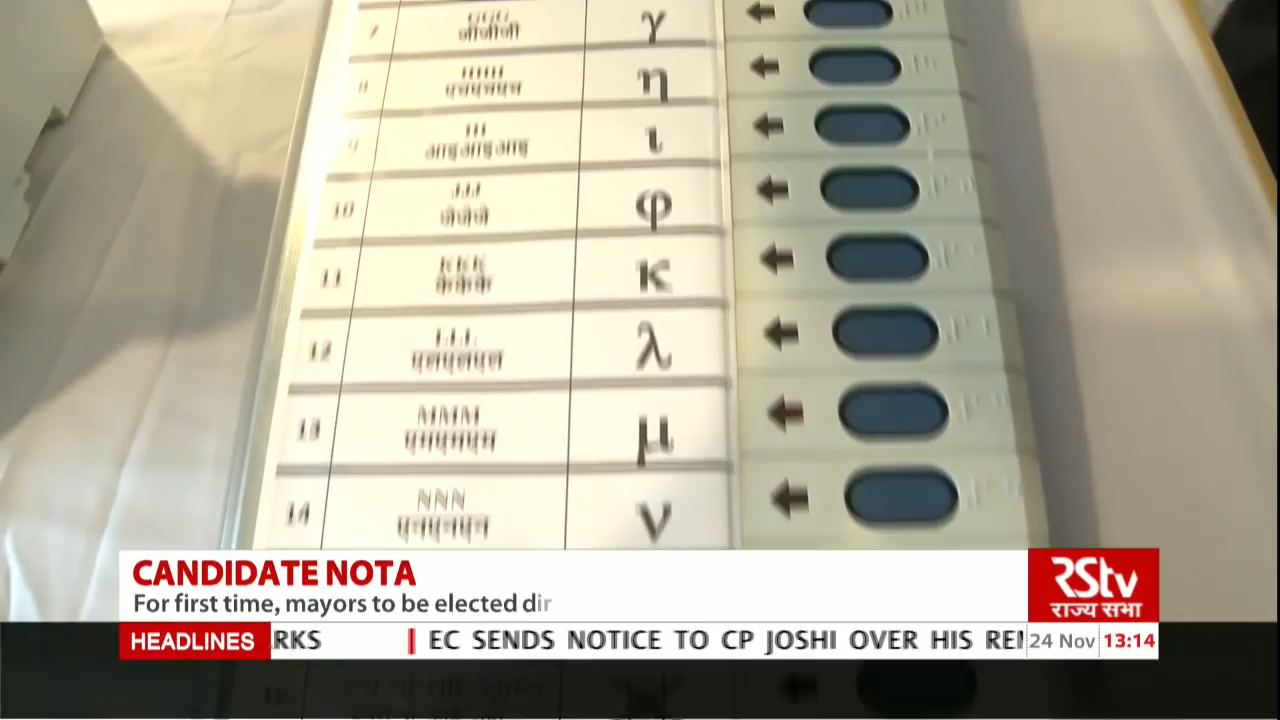 7 GGG γ
जीजीजी
8 HHH η
एचएचएच
9 III ι
आइआइआइ
10 JJJ φ
जेजेजे
11 KKK κ
केकेके
12 LLL λ
एलएलएल
13 MMM μ
एमएमएम
14 NNN ν
एनएनएन
CANDIDATE NOTA
For first time, mayors to be elected dir
RStv
राज्य सभा
HEADLINES RKS | EC SENDS NOTICE TO CP JOSHI OVER HIS REM 24 Nov 13:14